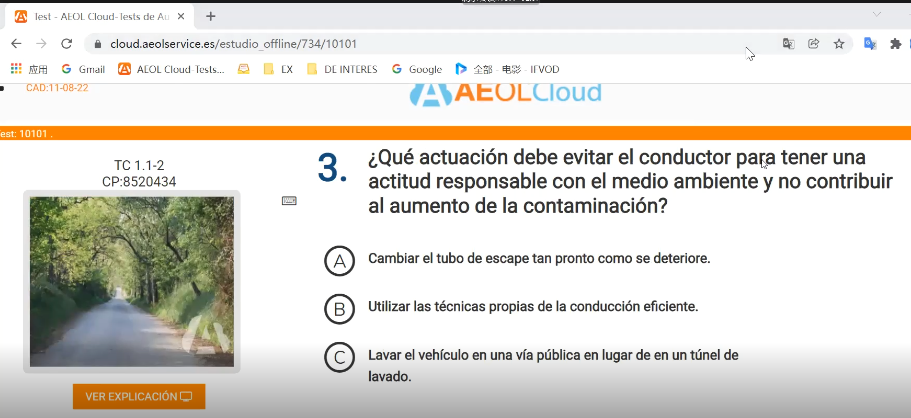 Test - AEOL Cloud-Tests de Au
cloud.aeolservice.es/estudio_offline/734/10101
应用
Gmail
AEOL Cloud-Tests...
EX
DE INTERES
Google
全部 - 电影 - IFVOD
CAD:11-08-22
AEOLCloud
est: 10101 .
TC 1.1-2
CP:8520434
VER EXPLICACIÓN
3.
¿Qué actuación debe evitar el conductor para tener una
actitud responsable con el medio ambiente y no contribuir
al aumento de la contaminación?
A Cambiar el tubo de escape tan pronto como se deteriore.
B Utilizar las técnicas propias de la conducción eficiente.
C Lavar el vehículo en una vía pública en lugar de en un túnel de
lavado.